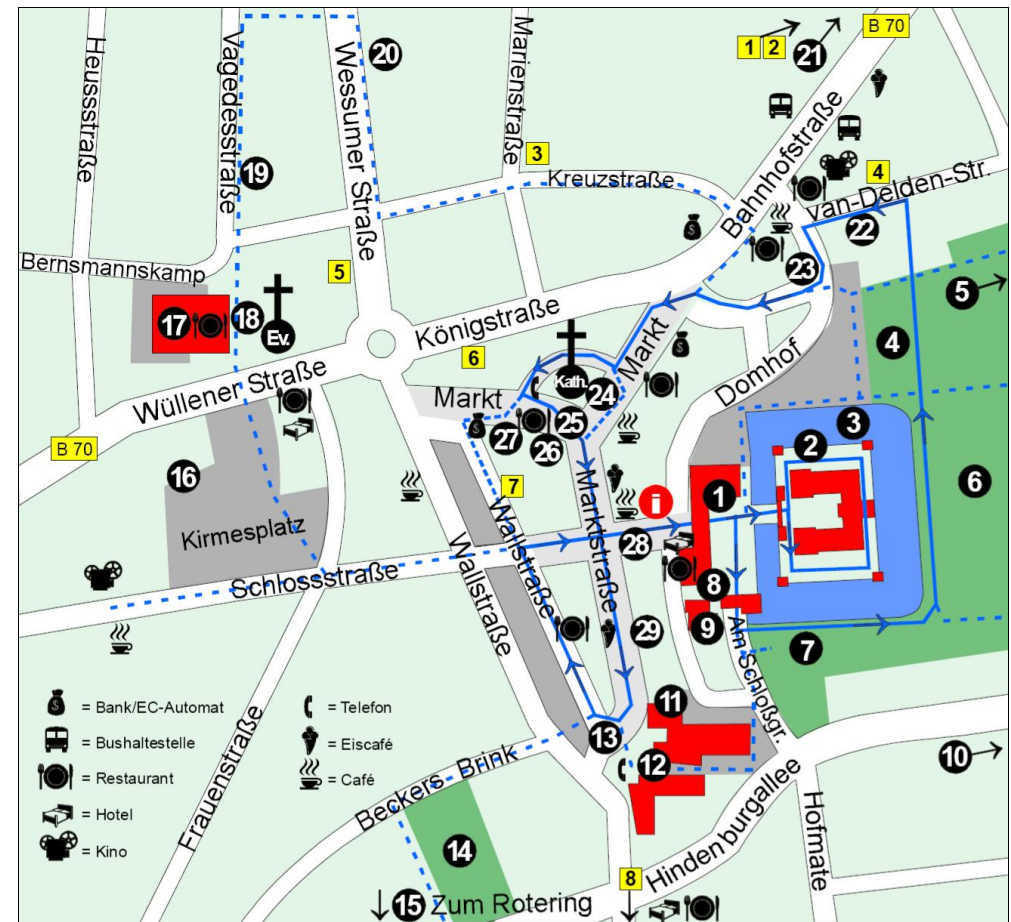 B 70
1
2
21
20
Heussstraße
Vagedesstraße
Wessumer Straße
Marienstraße
Bahnhofstraße
3
4
19
Kreuzstraße
van-Delden-Str.
22
Bernsmannskamp
5
23
5
17
18
Ev.
Königstraße
Markt
4
6
Kath.
24
Domhof
Wüllener Straße
Markt
25
27
26
3
2
B 70
16
7
1
6
i
Kirmesplatz
Wallstraße
Marktstraße
28
Schlossstraße
Wallstraße
8
9
29
7
Am Schloßgr.
$ = Bank/EC-Automat
= Telefon
11
= Bushaltestelle
= Eiscafé
13
10
= Restaurant
= Café
12
Frauenstraße
Beckers Brink
= Hotel
Hindenburgallee
Hofmate
= Kino
14
8
15 Zum Rotering